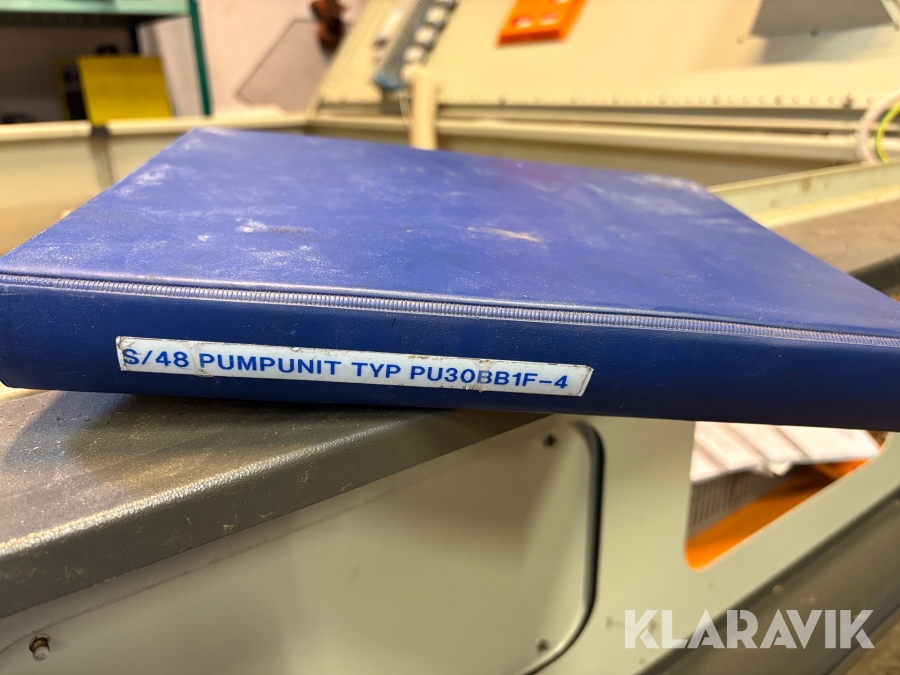 S/48 PUMPUNIT TYP PU30BB1F-4
KLARAVIK